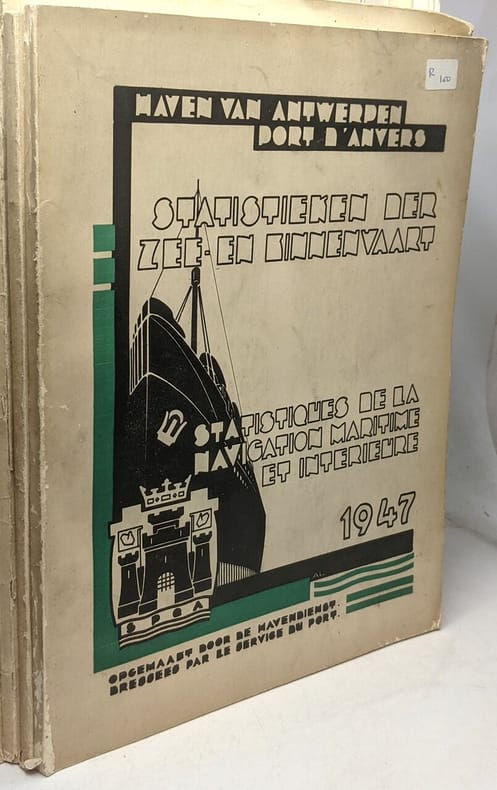 R 100
HAVEN VAN ANTWERPEN
PORT D'ANVERS
STATISTIEKEN DER
ZEE- EN BINNENVAART
STATISTIQUES DE LA
NAVIGATION MARITIME
ET INTERIEURE
1947
SPQA
AL.
OPGEMAAKT DOOR DE HAVENDIENST.
DRESSEES PAR LE SERVICE DU PORT.